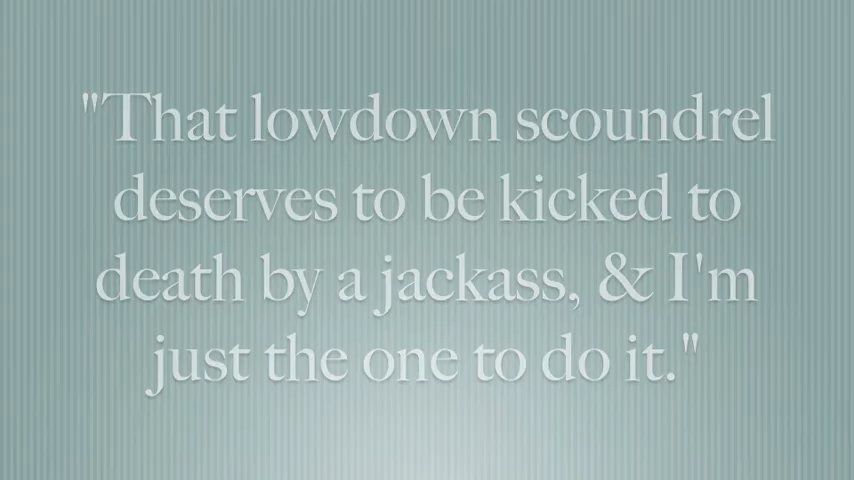 "That lowdown scoundrel
deserves to be kicked to
death by a jackass, & I'm
just the one to do it."